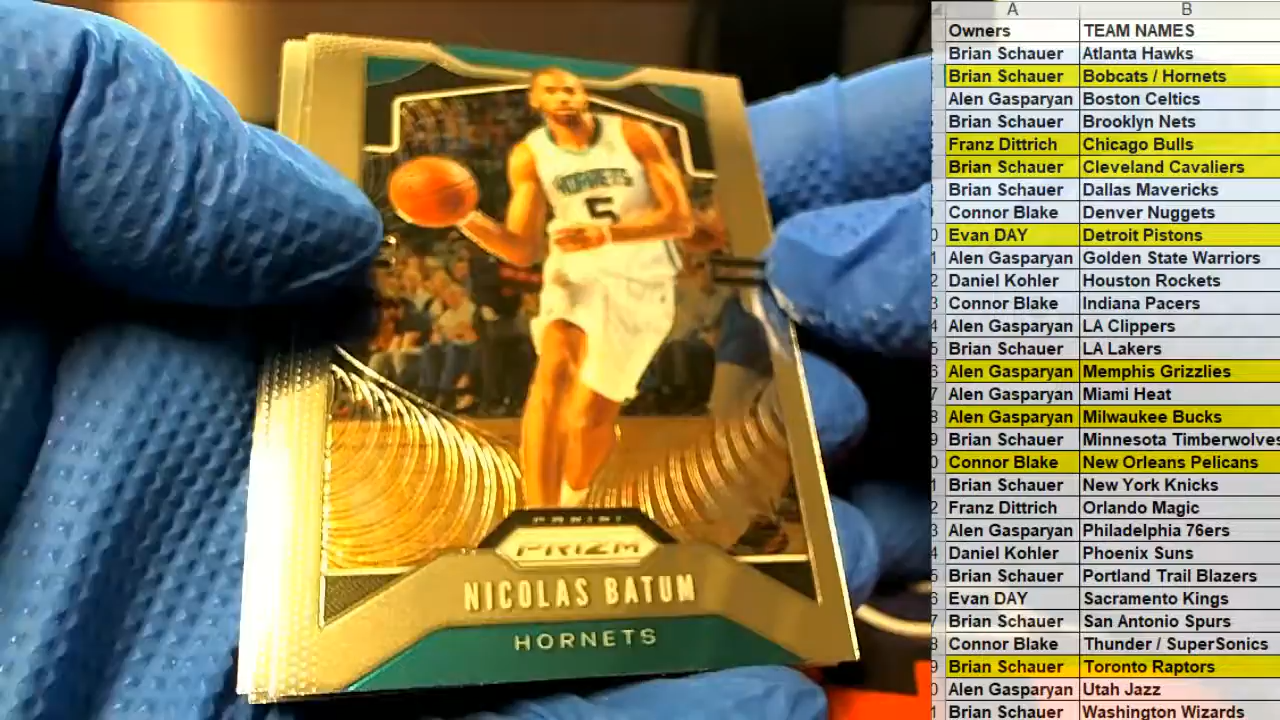 HORNETS
5
PANINI
PRIZM
NICOLAS BATUM
HORNETS
A B
Owners TEAM NAMES
Brian Schauer Atlanta Hawks
Brian Schauer Bobcats / Hornets
Alen Gasparyan Boston Celtics
Brian Schauer Brooklyn Nets
Franz Dittrich Chicago Bulls
Brian Schauer Cleveland Cavaliers
Brian Schauer Dallas Mavericks
Connor Blake Denver Nuggets
Evan DAY Detroit Pistons
Alen Gasparyan Golden State Warriors
Daniel Kohler Houston Rockets
Connor Blake Indiana Pacers
Alen Gasparyan LA Clippers
Brian Schauer LA Lakers
Alen Gasparyan Memphis Grizzlies
Alen Gasparyan Miami Heat
Alen Gasparyan Milwaukee Bucks
Brian Schauer Minnesota Timberwolves
Connor Blake New Orleans Pelicans
Brian Schauer New York Knicks
Franz Dittrich Orlando Magic
Alen Gasparyan Philadelphia 76ers
Daniel Kohler Phoenix Suns
Brian Schauer Portland Trail Blazers
Evan DAY Sacramento Kings
Brian Schauer San Antonio Spurs
Connor Blake Thunder / SuperSonics
Brian Schauer Toronto Raptors
Alen Gasparyan Utah Jazz
Brian Schauer Washington Wizards